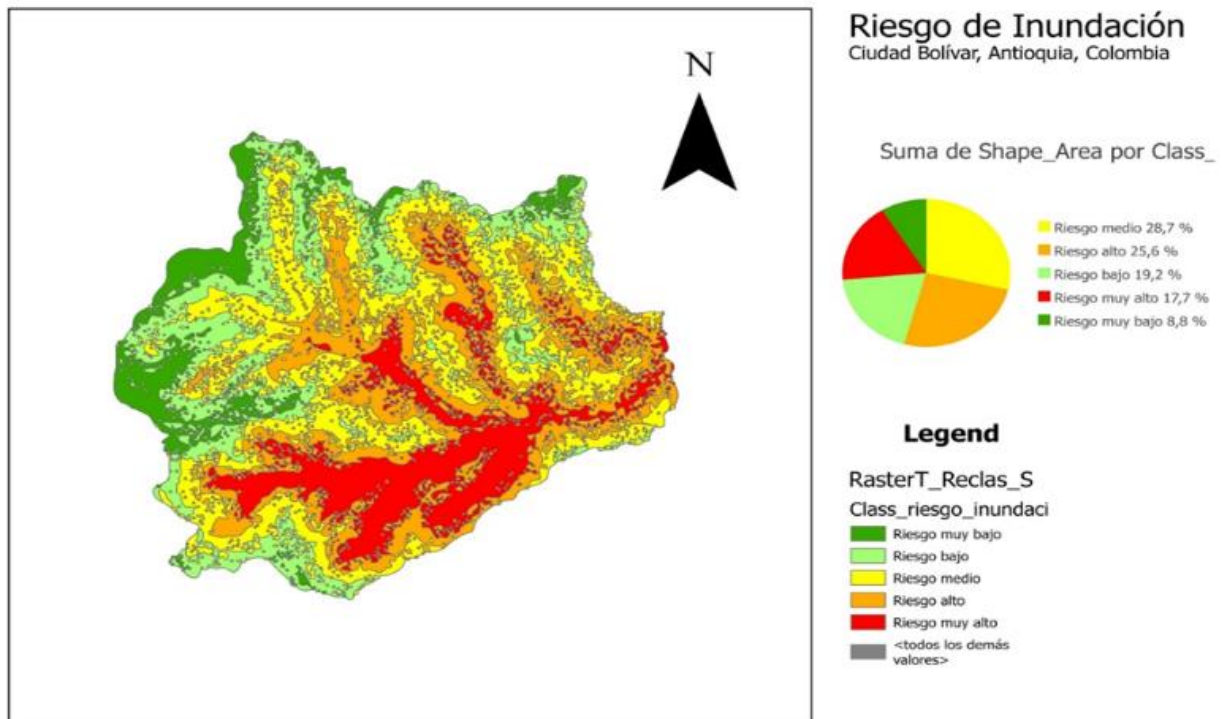 Riesgo de Inundación
Ciudad Bolívar, Antioquia, Colombia
N
Suma de Shape_Area por Class_
Riesgo medio 28,7 %
Riesgo alto 25,6 %
Riesgo bajo 19,2 %
Riesgo muy alto 17,7 %
Riesgo muy bajo 8,8 %
Legend
RasterT_Reclas_S
Class_riesgo_inundaci
Riesgo muy bajo
Riesgo bajo
Riesgo medio
Riesgo alto
Riesgo muy alto
<todos los demás
valores>